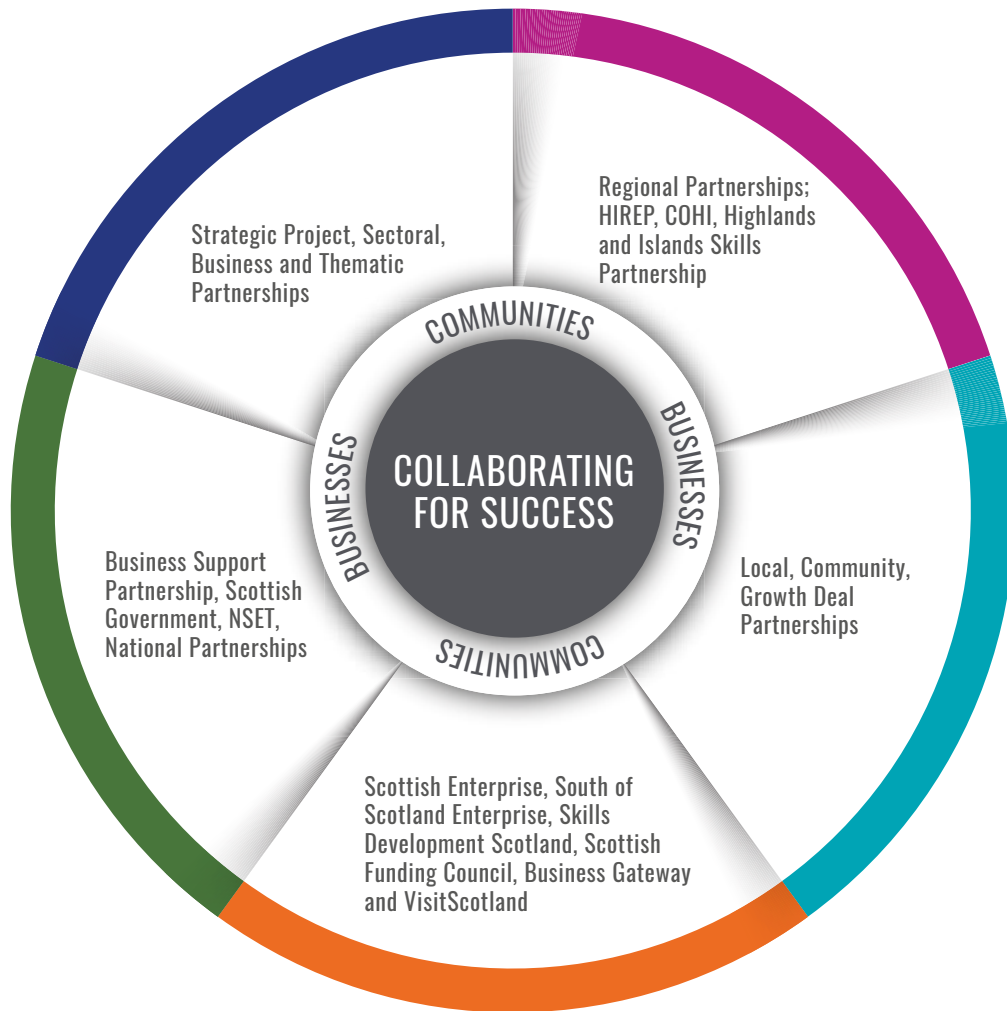 Strategic Project, Sectoral,
Business and Thematic
Partnerships
Regional Partnerships;
HIREP, COHI, Highlands
and Islands Skills
Partnership
COMMUNITIES
BUSINESSES
COLLABORATING
FOR SUCCESS
BUSINESSES
COMMUNITIES
Business Support
Partnership, Scottish
Government, NSET,
National Partnerships
Local, Community,
Growth Deal
Partnerships
Scottish Enterprise, South of
Scotland Enterprise, Skills
Development Scotland, Scottish
Funding Council, Business Gateway
and VisitScotland